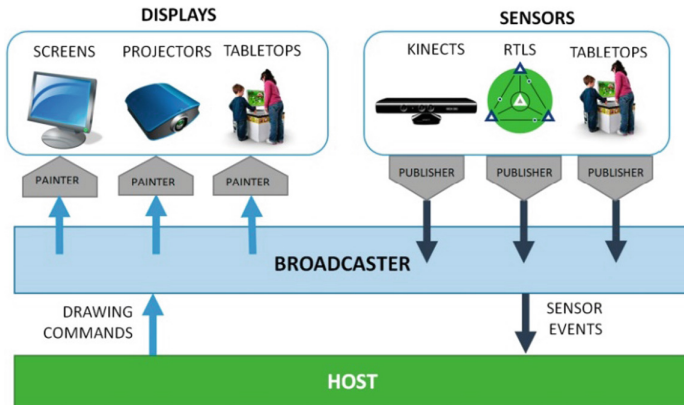 DISPLAYS
SENSORS
SCREENS
PROJECTORS
TABLETOPS
KINECTS
RTLS
TABLETOPS
PAINTER
PAINTER
PAINTER
PUBLISHER
PUBLISHER
PUBLISHER
BROADCASTER
DRAWING
COMMANDS
SENSOR
EVENTS
HOST